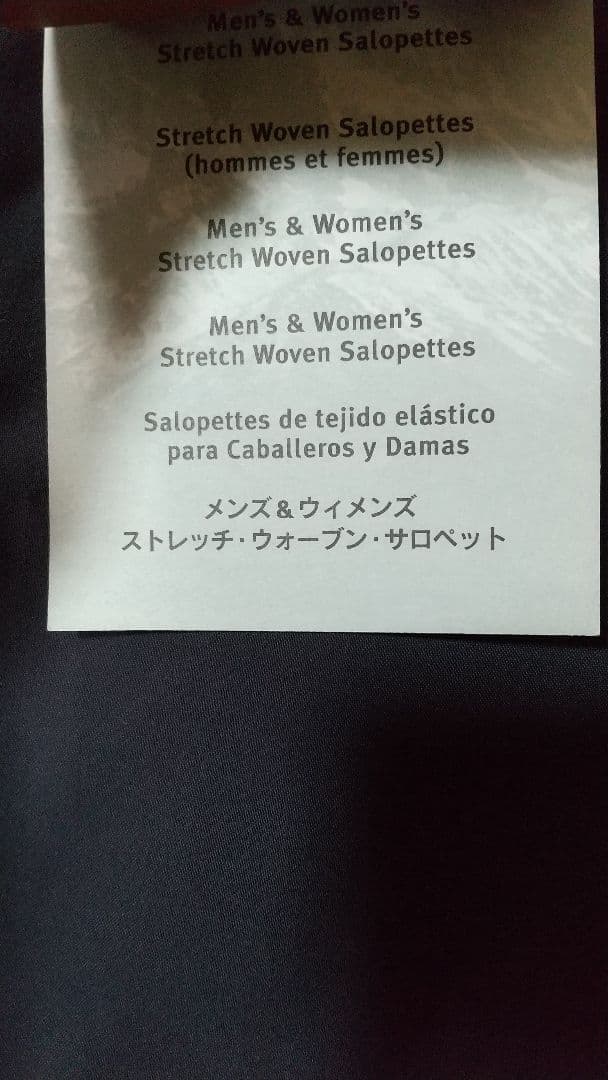 Men's & Women's
Stretch Woven Salopettes
Stretch Woven Salopettes
(hommes et femmes)
Men's & Women's
Stretch Woven Salopettes
Men's & Women's
Stretch Woven Salopettes
Salopettes de tejido elástico
para Caballeros y Damas
メンズ&ウィメンズ
ストレッチ・ウォーブン・サロペット